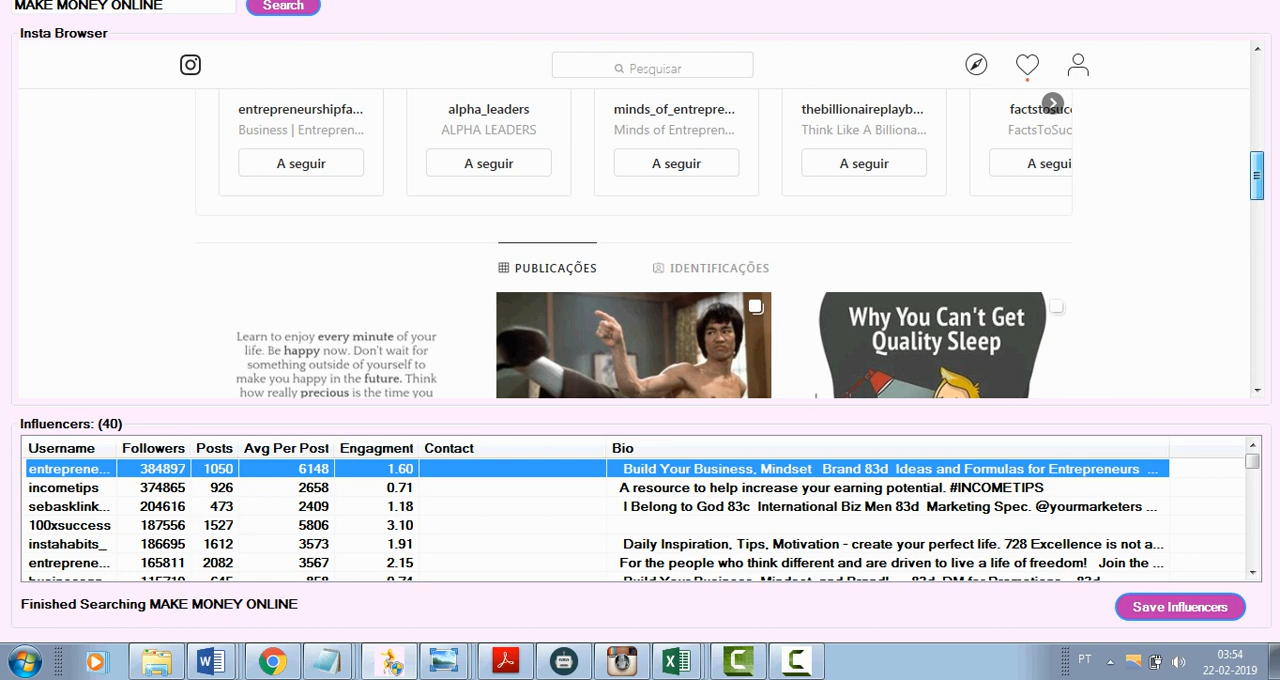 MAKE MONEY ONLINE Search
Insta Browser
Pesquisar
entrepreneurshipfa... alpha_leaders minds_of_entrepre... thebillionaireplayb... factstosucc
Business | Entrepren... ALPHA LEADERS Minds of Entrepren... Think Like A Billiona... FactsToSuc
A seguir A seguir A seguir A seguir A segui
PUBLICAÇÕES IDENTIFICAÇÕES
Learn to enjoy every minute of your
life. Be happy now. Don't wait for
something outside of yourself to
make you happy in the future. Think
how really precious is the time you
Why You Can't Get
Quality Sleep
Influencers: (40)
Username Followers Posts Avg Per Post Engagment Contact Bio
entreprene... 384897 1050 6148 1.60 Build Your Business, Mindset Brand 83d Ideas and Formulas for Entrepreneurs ...
incometips 374865 926 2658 0.71 A resource to help increase your earning potential. #INCOMETIPS
sebasklink... 204616 473 2409 1.18 I Belong to God 83c International Biz Men 83d Marketing Spec. @yourmarketers ...
100xsuccess 187556 1527 5806 3.10
instahabits_ 186695 1612 3573 1.91 Daily Inspiration, Tips, Motivation - create your perfect life. 728 Excellence is not a...
entreprene... 165811 2082 3567 2.15 For the people who think different and are driven to live a life of freedom! Join the ...
Finished Searching MAKE MONEY ONLINE Save Influencers
PT 03:54
22-02-2019